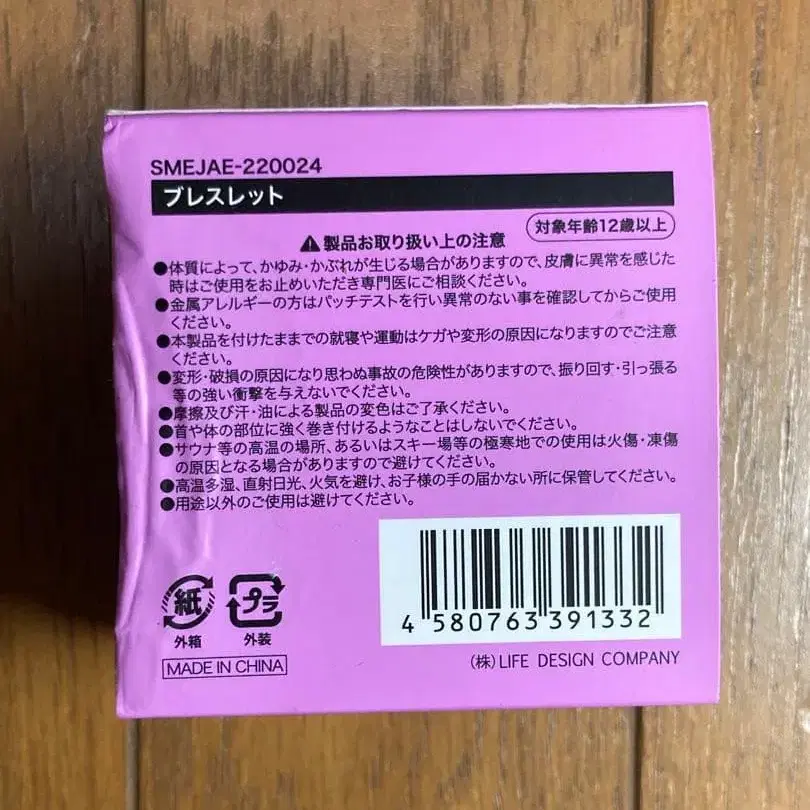 SMEJAE-220024
ブレスレット
対象年齢12歳以上
製品お取り扱い上の注意
●体質によって、かゆみ・かぶれが生じる場合がありますので、皮膚に異常を感じた
時はご使用をお止めいただき専門医にご相談ください。
●金属アレルギーの方はパッチテストを行い異常のない事を確認してからご使用
ください。
●本製品を付けたままでの就寝や運動はケガや変形の原因になりますのでご注意
ください。
●変形・破損の原因になり思わぬ事故の危険性がありますので、振り回す・引っ張る
等の強い衝撃を与えないでください。
●摩擦及び汗・油による製品の変色はご了承ください。
●首や体の部位に強く巻き付けるようなことはしないでください。
●サウナ等の高温の場所、あるいはスキー場等の極寒地での使用は火傷・凍傷
の原因となる場合がありますので避けてください。
●高温多湿、直射日光、火気を避け、お子様の手の届かない所に保管してください。
●用途以外のご使用は避けてください。
紙
外箱
プラ
外装
4 580763 391332
MADE IN CHINA
(株)LIFE DESIGN COMPANY